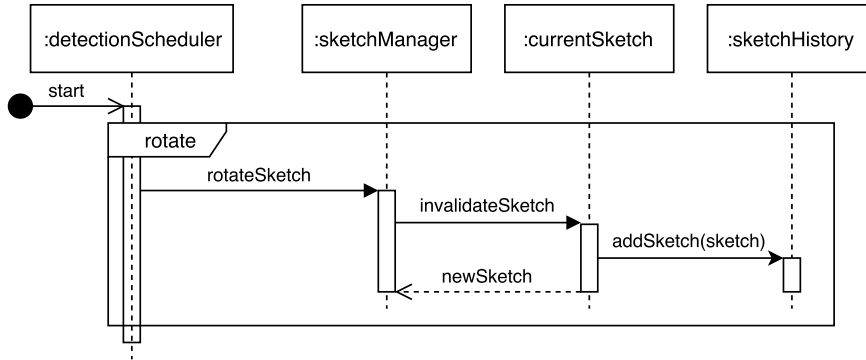 :detectionScheduler
:sketchManager
:currentSketch
:sketchHistory
start
rotate
rotateSketch
invalidateSketch
addSketch(sketch)
newSketch